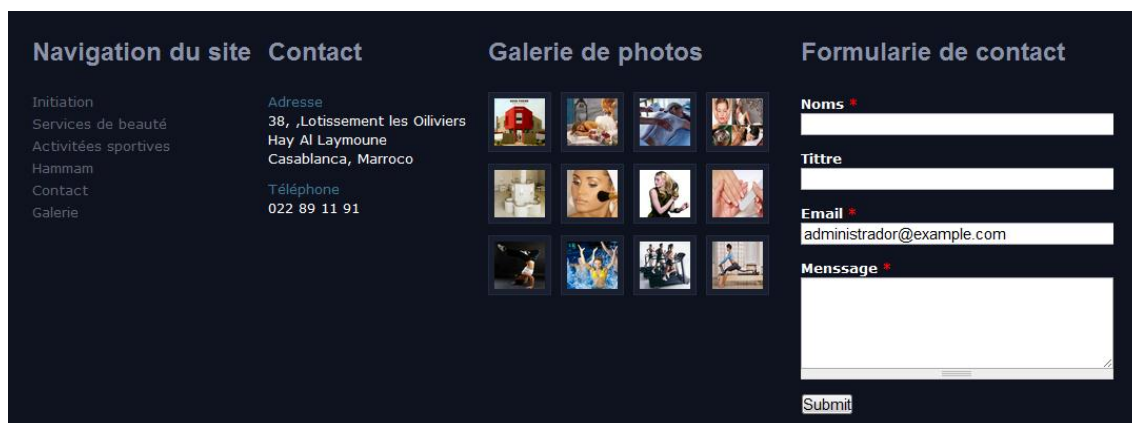 Navigation du site
Initiation
Services de beauté
Activitées sportives
Hammam
Contact
Galerie
Contact
Adresse
38, ,Lotissement les Oiliviers
Hay Al Laymoune
Casablanca, Marroco
Téléphone
022 89 11 91
Galerie de photos
Formularie de contact
Noms *
Tittre
Email *
administrador@example.com
Menssage *
Submit